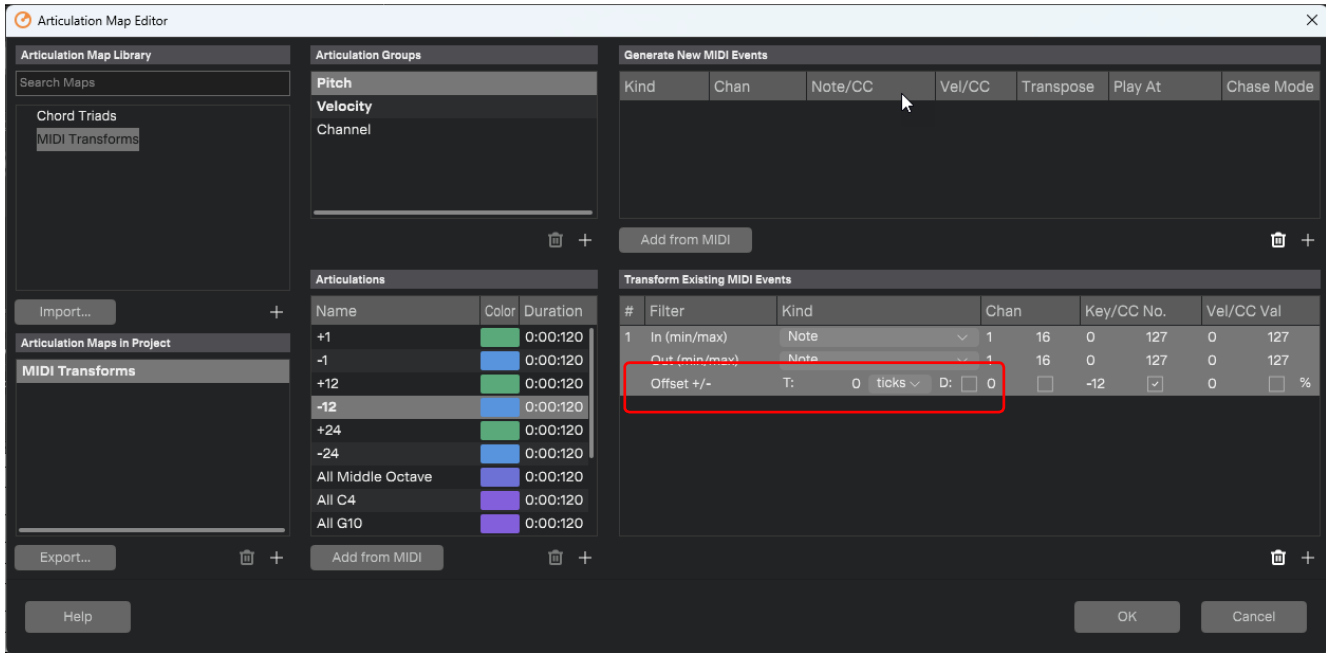 Articulation Map Editor
Articulation Map Library
Search Maps
Chord Triads
MIDI Transforms
Import...
Articulation Maps in Project
MIDI Transforms
Export...
Articulation Groups
Pitch
Velocity
Channel
Articulations
Name Color Duration
+1 0:00:120
-1 0:00:120
+12 0:00:120
-12 0:00:120
+24 0:00:120
-24 0:00:120
All Middle Octave 0:00:120
All C4 0:00:120
All G10 0:00:120
Add from MIDI
Generate New MIDI Events
Kind Chan Note/CC Vel/CC Transpose Play At Chase Mode
Add from MIDI
Transform Existing MIDI Events
# Filter Kind Chan Key/CC No. Vel/CC Val
1 In (min/max) Note 1 16 0 127 0 127
Out (min/max) Note 1 16 0 127 0 127
Offset +/- T: 0 ticks D: 0 -12 0 %
Help
OK
Cancel